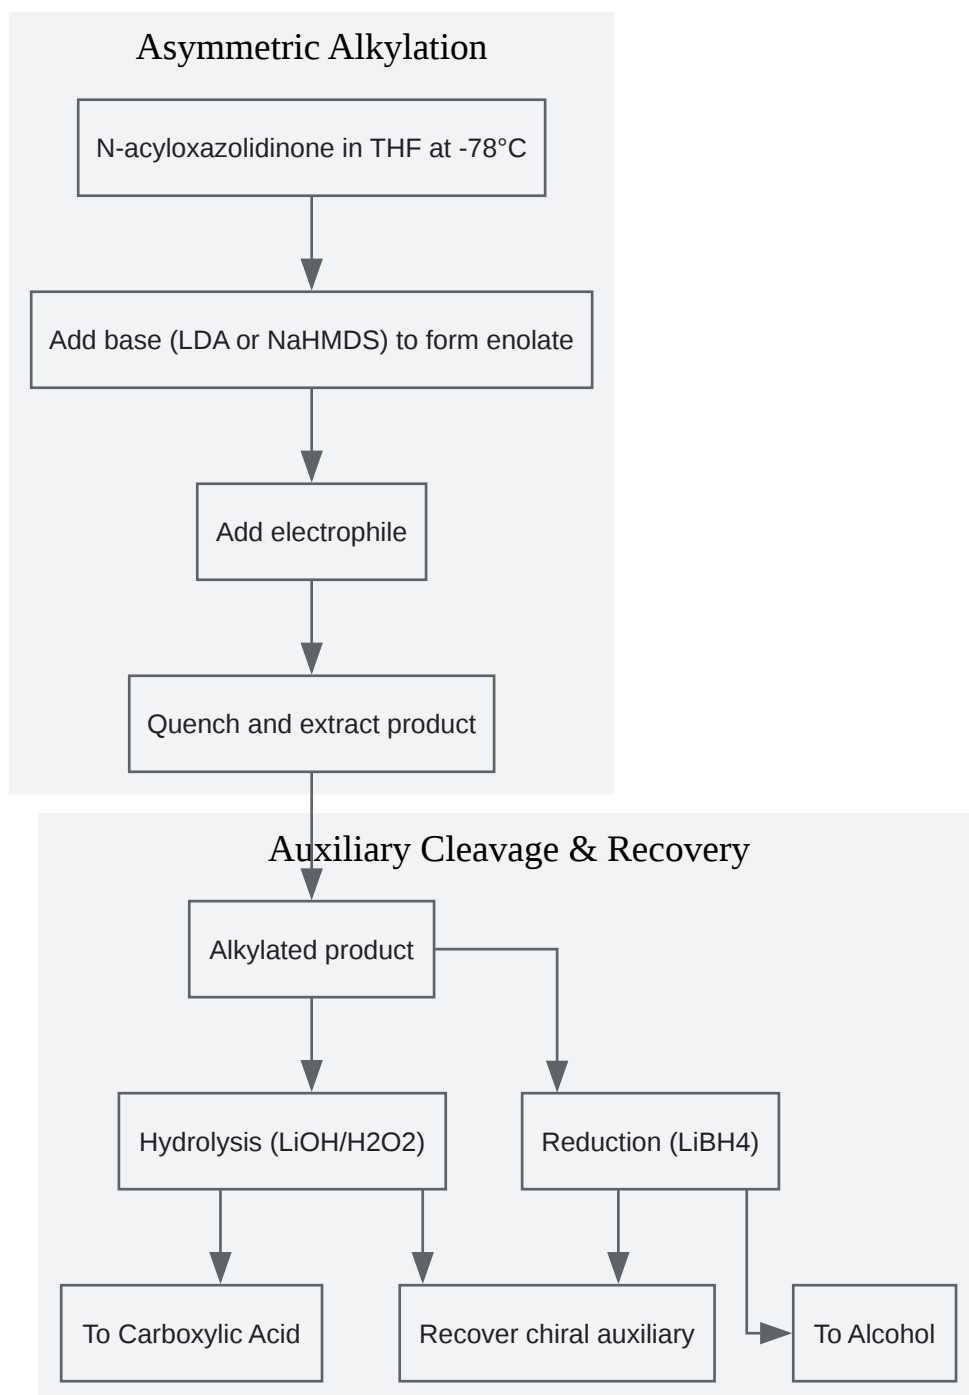 Asymmetric Alkylation
N-acyloxazolidinone in THF at -78°C
Add base (LDA or NaHMDS) to form enolate
Add electrophile
Quench and extract product
Auxiliary Cleavage & Recovery
Alkylated product
Hydrolysis (LiOH/H2O2)
Reduction (LiBH4)
To Carboxylic Acid
Recover chiral auxiliary
To Alcohol